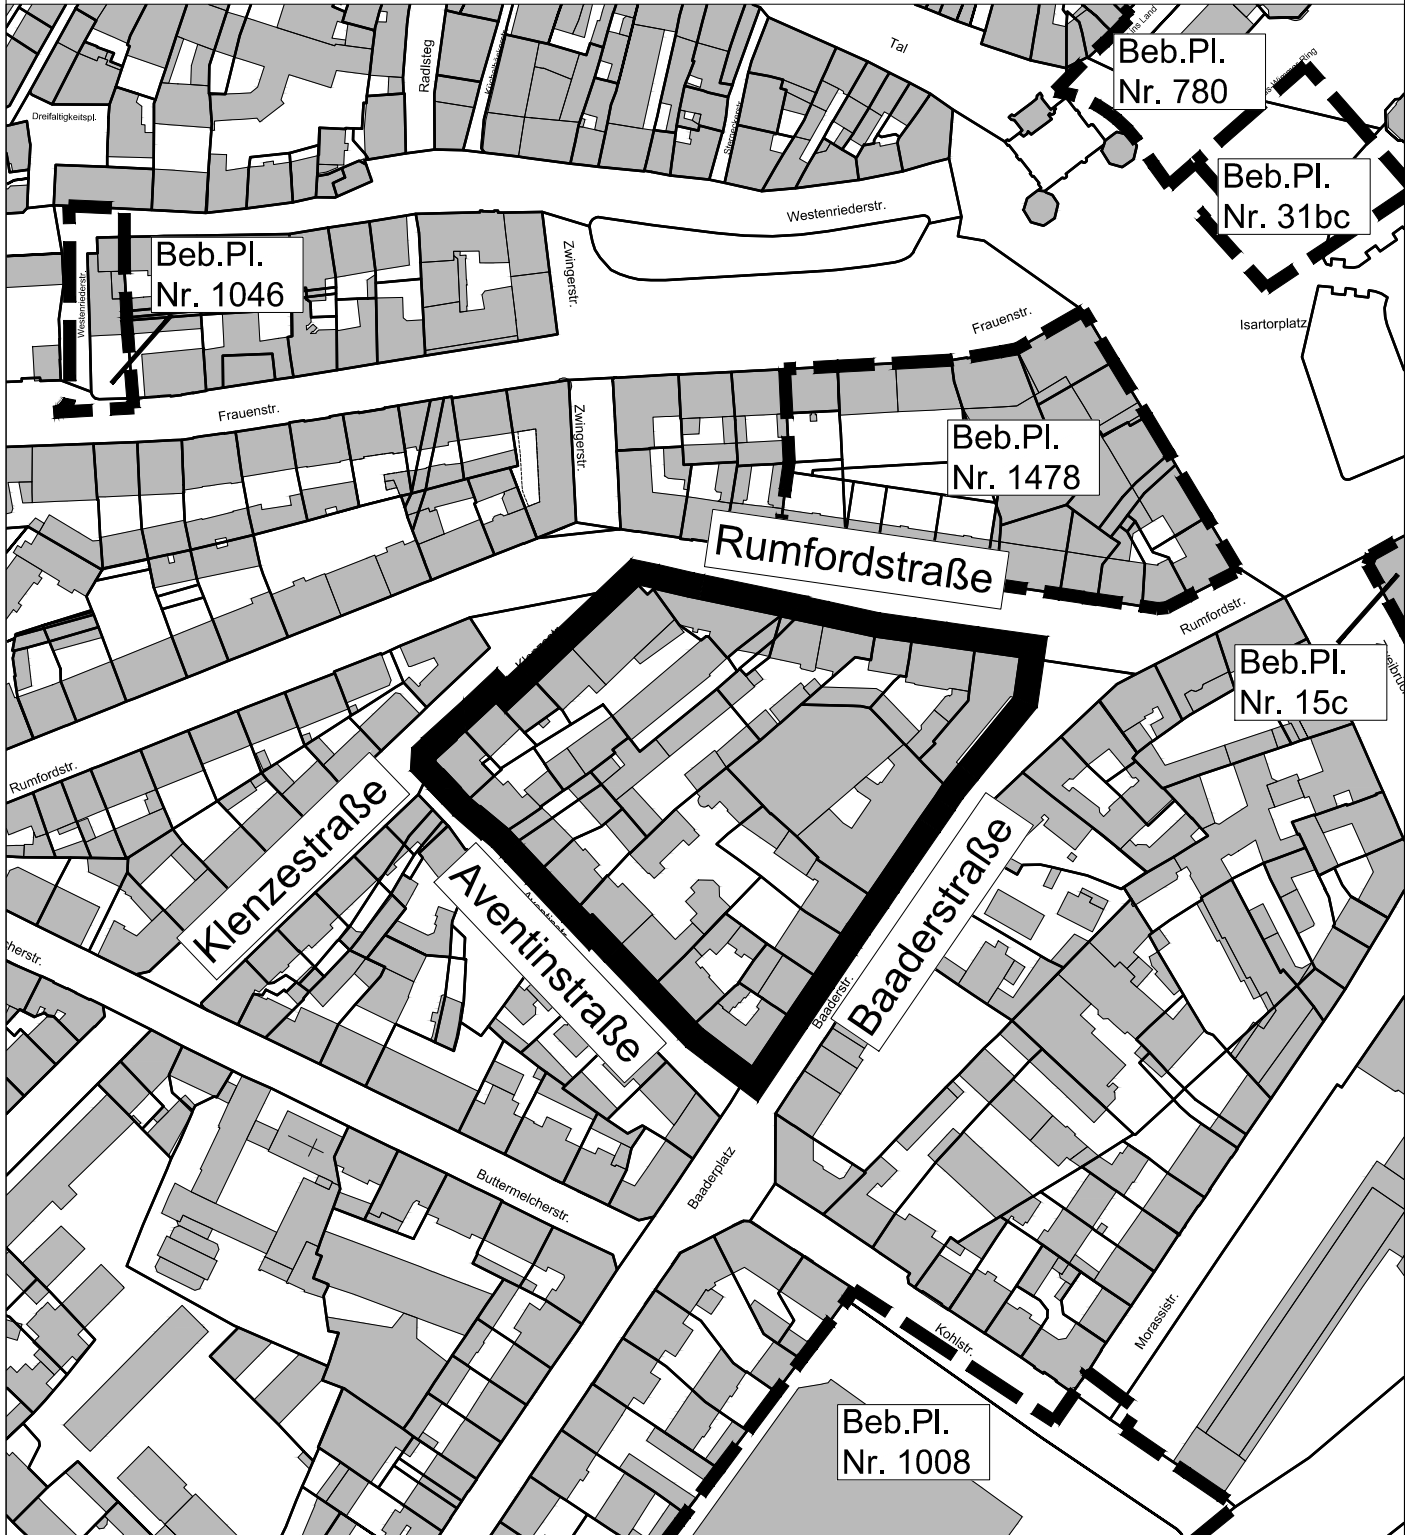 Radlsteg
Tal
Beb.Pl.
Nr. 780
Dreifaltigkeitspl.
Sterneckerstr.
Beb.Pl.
Nr. 31bc
Westenriederstr.
Beb.Pl.
Nr. 1046
Westenriederstr.
Zwingerstr.
Frauenstr.
Isartorplatz
Frauenstr.
Zwingerstr.
Beb.Pl.
Nr. 1478
Rumfordstraße
Rumfordstr.
Beb.Pl.
Nr. 15c
Rumfordstr.
Klenzestraße
Aventinstraße
Baaderstraße
Baaderstr.
cherstr.
Buttermelcherstr.
Baaderplatz
Kohlstr.
Morassistr.
Beb.Pl.
Nr. 1008